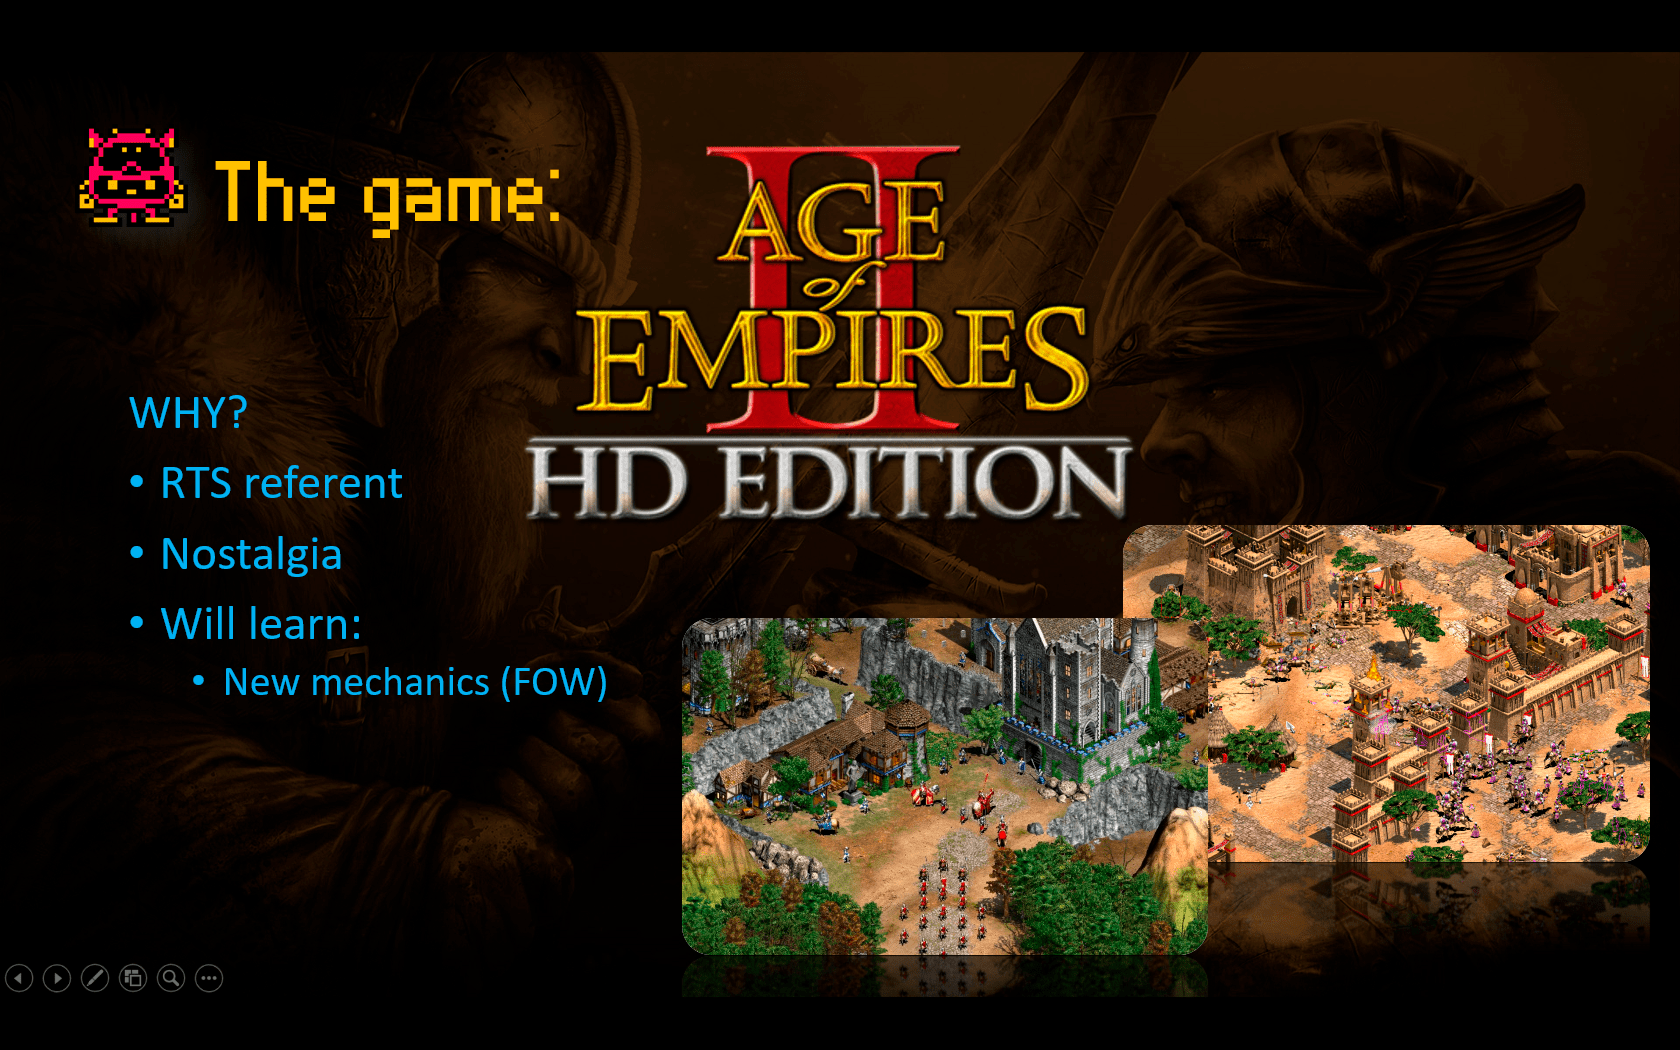 The game:
II
AGE
of
EMPIRES
HD EDITION
WHY?
• RTS referent
• Nostalgia
• Will learn:
• New mechanics (FOW)